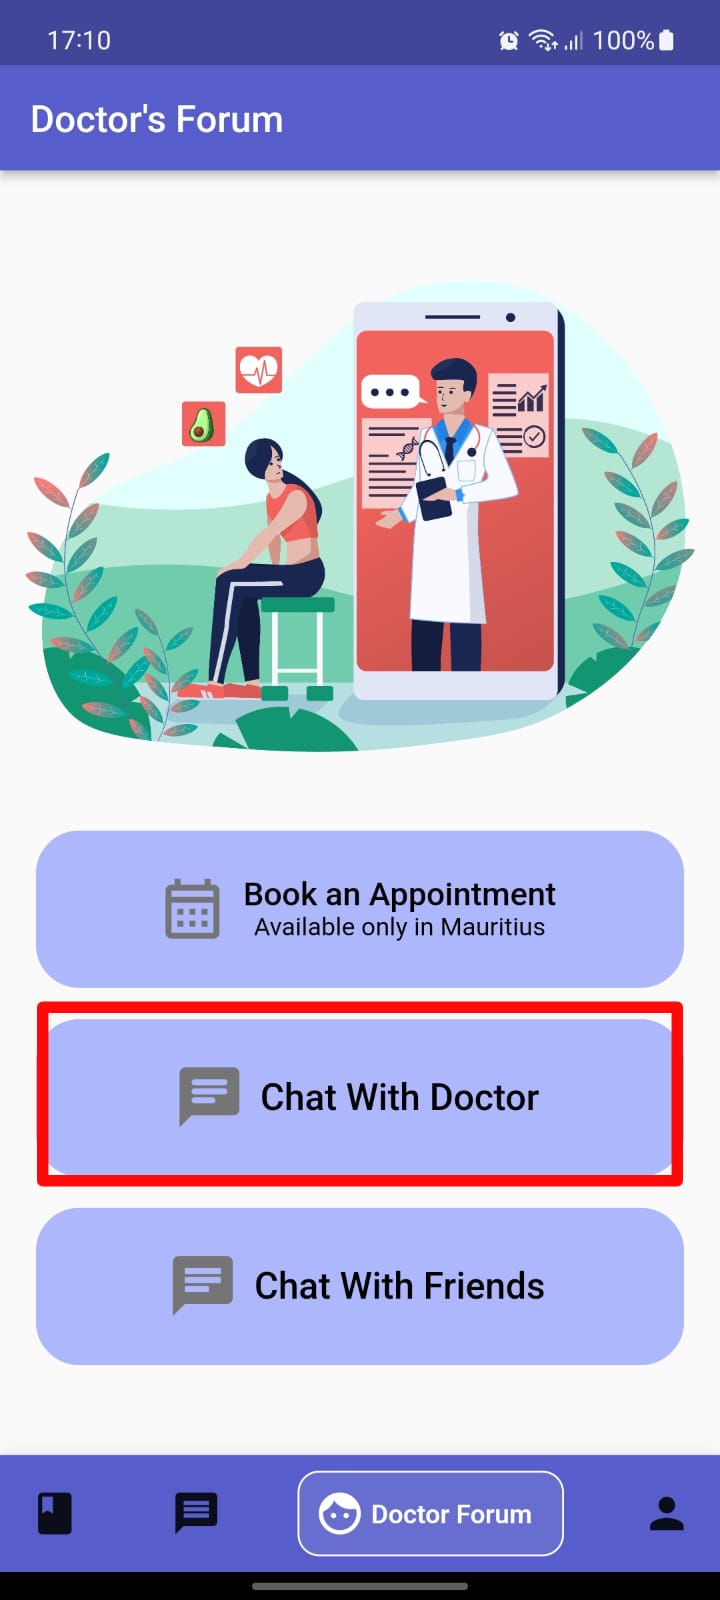 17:10
100%
Doctor's Forum
Book an Appointment
Available only in Mauritius
Chat With Doctor
Chat With Friends
Doctor Forum